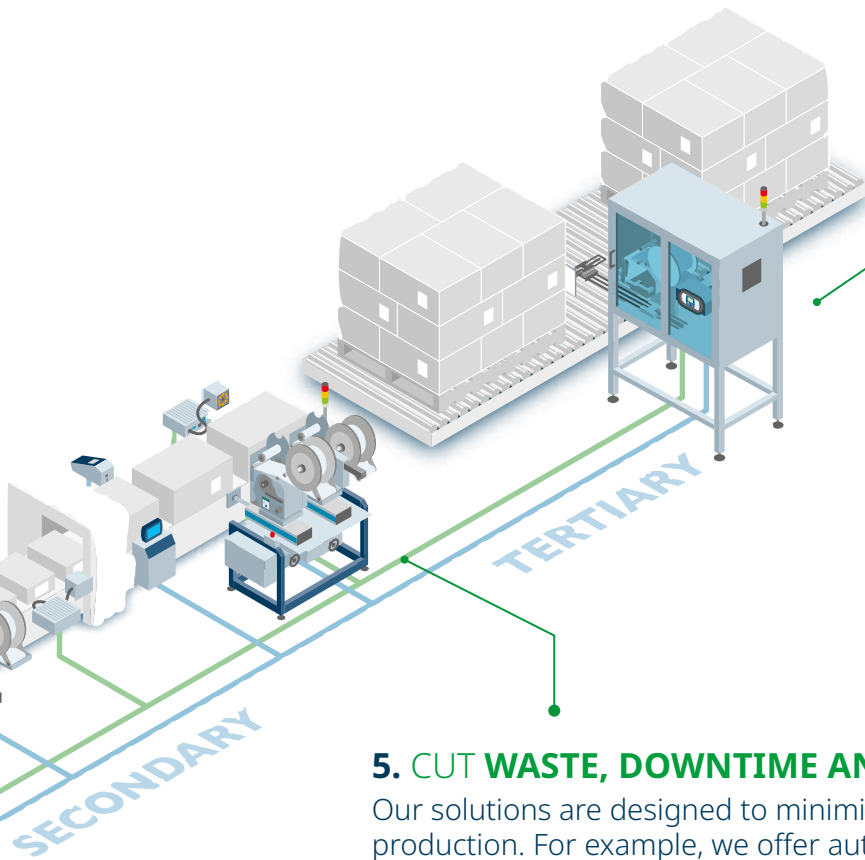 TERTIARY
SECONDARY
5. CUT WASTE, DOWNTIME AN
Our solutions are designed to minimi
production. For example, we offer aut